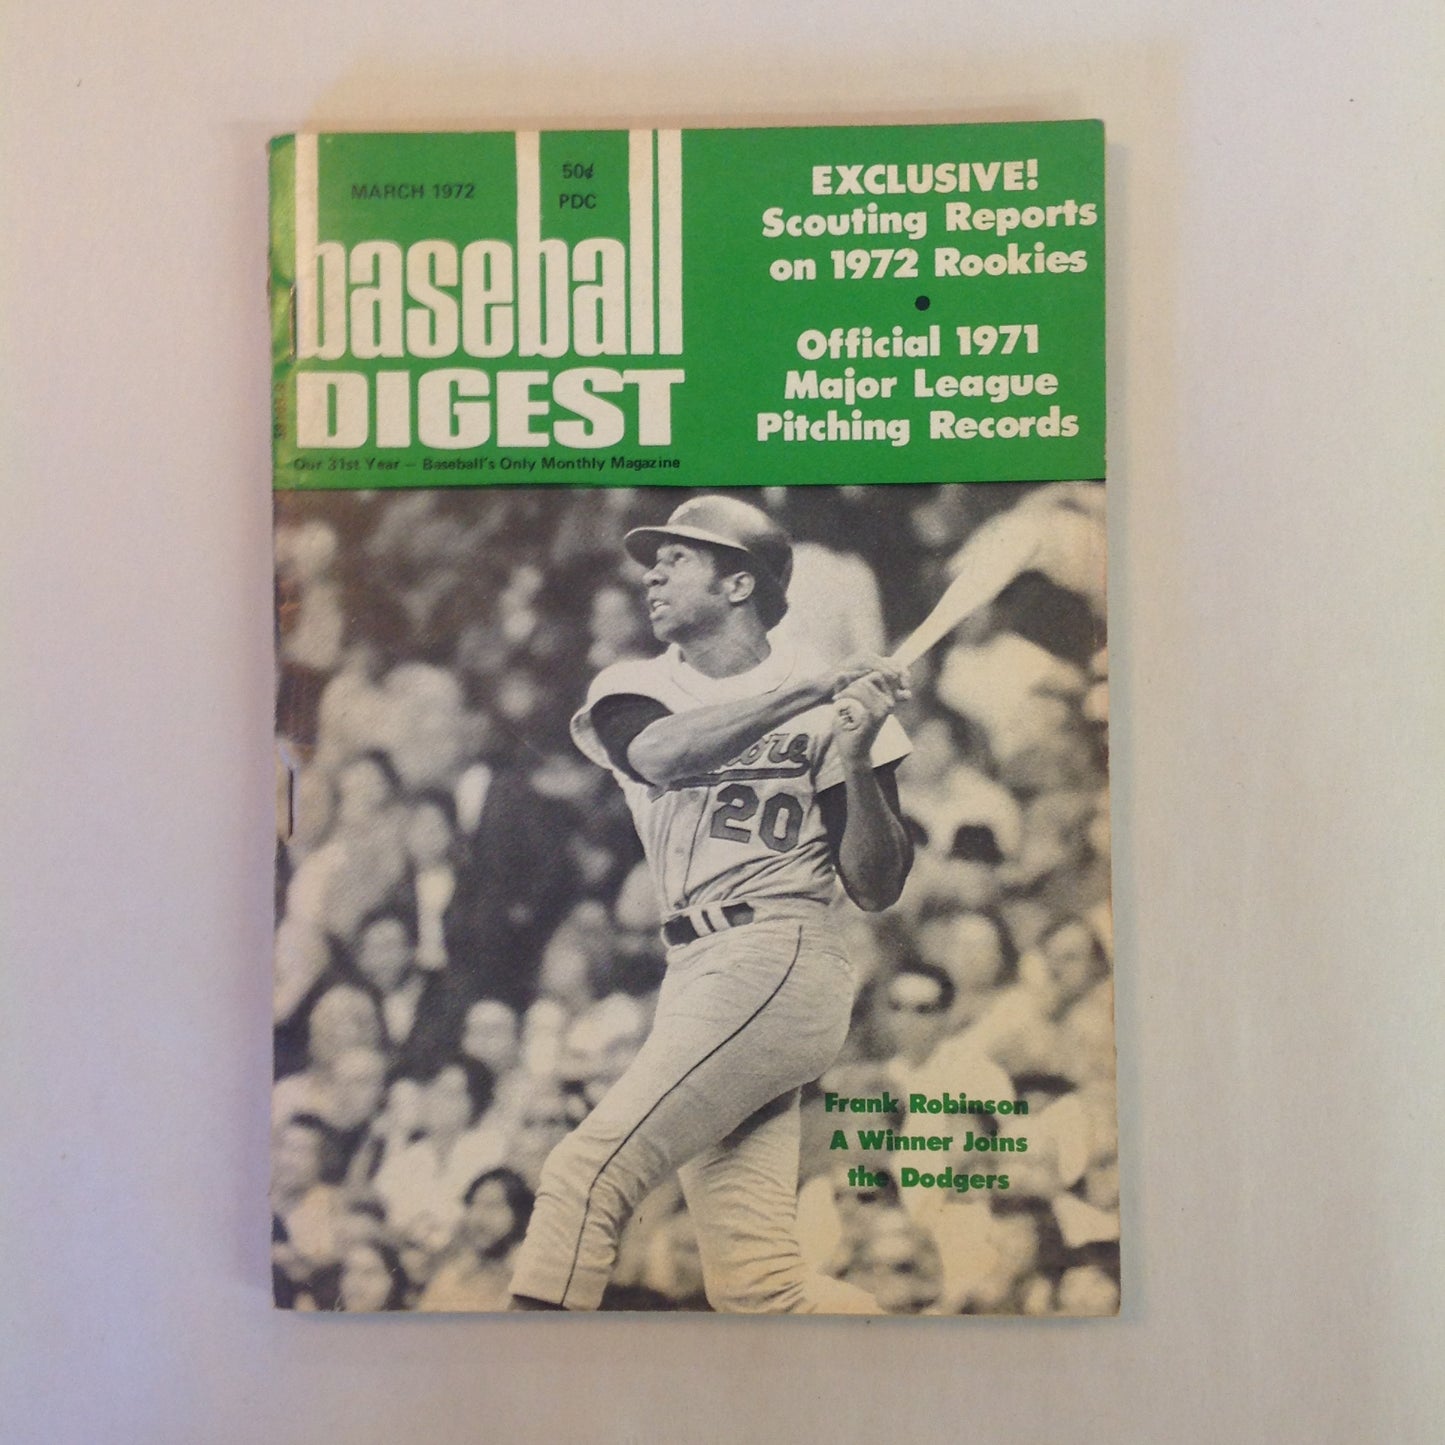 MARCH 1972
50¢
PDC
baseball
DIGEST
Our 31st Year — Baseball's Only Monthly Magazine
EXCLUSIVE!
Scouting Reports
on 1972 Rookies
•
Official 1971
Major League
Pitching Records
20
Frank Robinson
A Winner Joins
the Dodgers